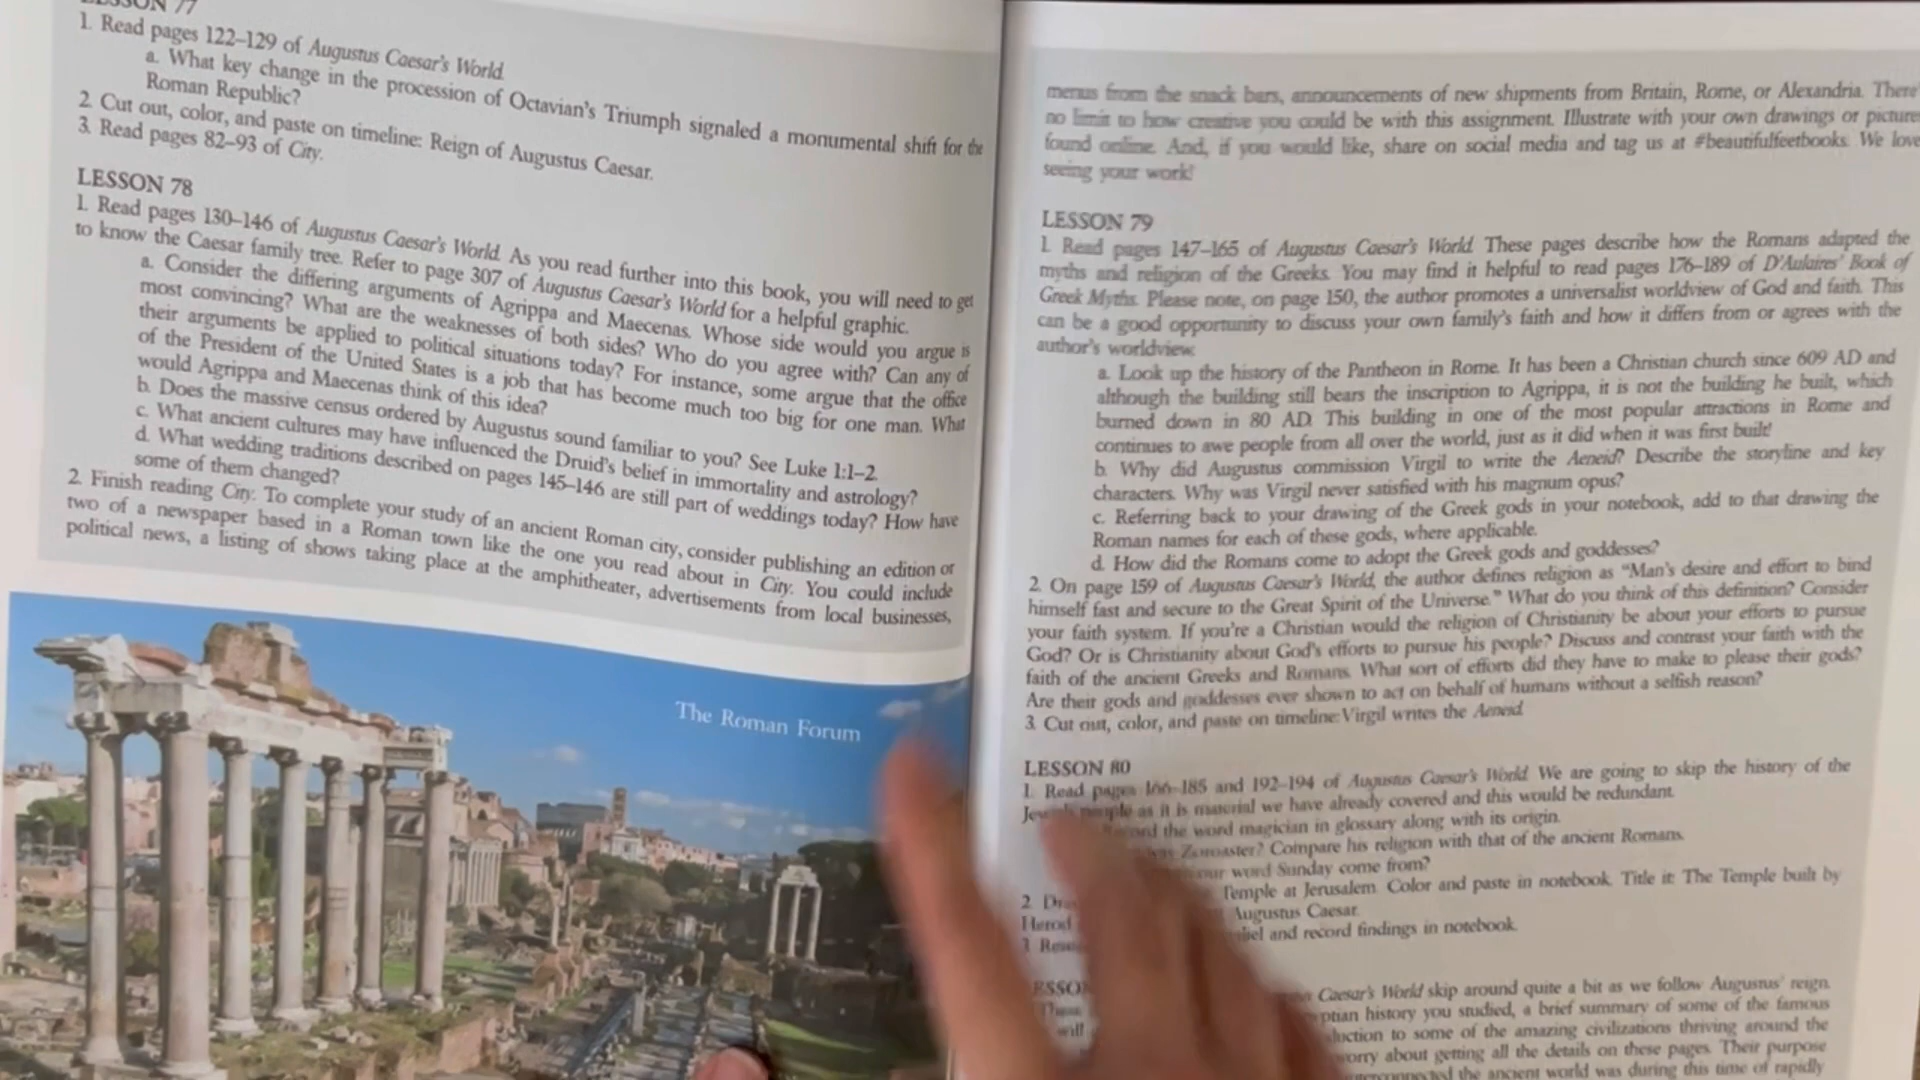 LESSON 77
1. Read pages 122–129 of Augustus Caesar's World.
a. What key change in the procession of Octavian's Triumph signaled a monumental shift for the
Roman Republic?
2. Cut out, color, and paste on timeline: Reign of Augustus Caesar.
3. Read pages 82–93 of City.
LESSON 78
1. Read pages 130–146 of Augustus Caesar's World. As you read further into this book, you will need to get
to know the Caesar family tree. Refer to page 307 of Augustus Caesar's World for a helpful graphic.
a. Consider the differing arguments of Agrippa and Maecenas. Whose side would you argue is
most convincing? What are the weaknesses of both sides? Who do you agree with? Can any of
their arguments be applied to political situations today? For instance, some argue that the office
of the President of the United States is a job that has become much too big for one man. What
would Agrippa and Maecenas think of this idea?
b. Does the massive census ordered by Augustus sound familiar to you? See Luke 1:1–2.
c. What ancient cultures may have influenced the Druid's belief in immortality and astrology?
d. What wedding traditions described on pages 145–146 are still part of weddings today? How have
some of them changed?
2. Finish reading City. To complete your study of an ancient Roman city, consider publishing an edition or
two of a newspaper based in a Roman town like the one you read about in City. You could include
political news, a listing of shows taking place at the amphitheater, advertisements from local businesses,
The Roman Forum
menus from the snack bars, announcements of new shipments from Britain, Rome, or Alexandria. There'
no limit to how creative you could be with this assignment. Illustrate with your own drawings or pictures
found online. And, if you would like, share on social media and tag us at #beautifulfeetbooks. We love
seeing your work!
LESSON 79
1. Read pages 147–165 of Augustus Caesar's World. These pages describe how the Romans adapted the
myths and religion of the Greeks. You may find it helpful to read pages 176–189 of D'Aulaires' Book of
Greek Myths. Please note, on page 150, the author promotes a universalist worldview of God and faith. This
can be a good opportunity to discuss your own family's faith and how it differs from or agrees with the
author's worldview.
a. Look up the history of the Pantheon in Rome. It has been a Christian church since 609 AD and
although the building still bears the inscription to Agrippa, it is not the building he built, which
burned down in 80 AD. This building in one of the most popular attractions in Rome and
continues to awe people from all over the world, just as it did when it was first built!
b. Why did Augustus commission Virgil to write the Aeneid? Describe the storyline and key
characters. Why was Virgil never satisfied with his magnum opus?
c. Referring back to your drawing of the Greek gods in your notebook, add to that drawing the
Roman names for each of these gods, where applicable.
d. How did the Romans come to adopt the Greek gods and goddesses?
2. On page 159 of Augustus Caesar's World, the author defines religion as "Man's desire and effort to bind
himself fast and secure to the Great Spirit of the Universe." What do you think of this definition? Consider
your faith system. If you're a Christian would the religion of Christianity be about your efforts to pursue
God? Or is Christianity about God's efforts to pursue his people? Discuss and contrast your faith with the
faith of the ancient Greeks and Romans. What sort of efforts did they have to make to please their gods?
Are their gods and goddesses ever shown to act on behalf of humans without a selfish reason?
3. Cut out, color, and paste on timeline: Virgil writes the Aeneid.
LESSON 80
1. Read pages 166–185 and 192–194 of Augustus Caesar's World. We are going to skip the history of the
people as it is material we have already covered and this would be redundant.
the word magician in glossary along with its origin.
Zoroaster? Compare his religion with that of the ancient Romans.
our word Sunday come from?
2. Temple at Jerusalem. Color and paste in notebook. Title it: The Temple built by
Herod Augustus Caesar.
and record findings in notebook.
Caesar's World skip around quite a bit as we follow Augustus' reign.
history you studied, a brief summary of some of the famous
to some of the amazing civilizations thriving around the
worry about getting all the details on these pages. Their purpose
the ancient world was during this time of rapidly